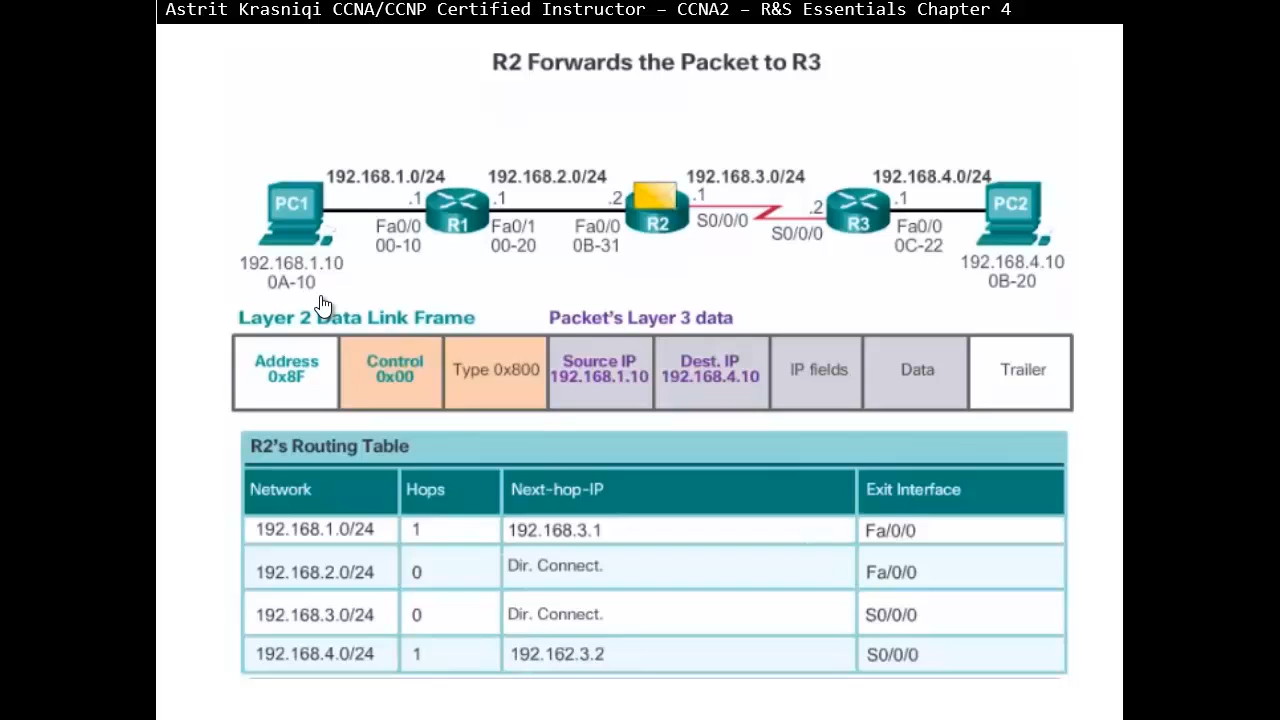 Astrit Krasniqi CCNA/CCNP Certified Instructor – CCNA2 – R&S Essentials Chapter 4
R2 Forwards the Packet to R3
192.168.1.0/24 192.168.2.0/24 192.168.3.0/24 192.168.4.0/24
PC1 .1 R1 .1 .2 R2 .1 .2 R3 .1 PC2
Fa0/0 Fa0/1 Fa0/0 S0/0/0 S0/0/0 Fa0/0
00-10 00-20 0B-31 0C-22
192.168.1.10 192.168.4.10
0A-10 0B-20
Layer 2 Data Link Frame Packet's Layer 3 data
Address Control Type 0x800 Source IP Dest. IP IP fields Data Trailer
0x8F 0x00 192.168.1.10 192.168.4.10
R2's Routing Table
Network Hops Next-hop-IP Exit Interface
192.168.1.0/24 1 192.168.3.1 Fa/0/0
192.168.2.0/24 0 Dir. Connect. Fa/0/0
192.168.3.0/24 0 Dir. Connect. S0/0/0
192.168.4.0/24 1 192.162.3.2 S0/0/0